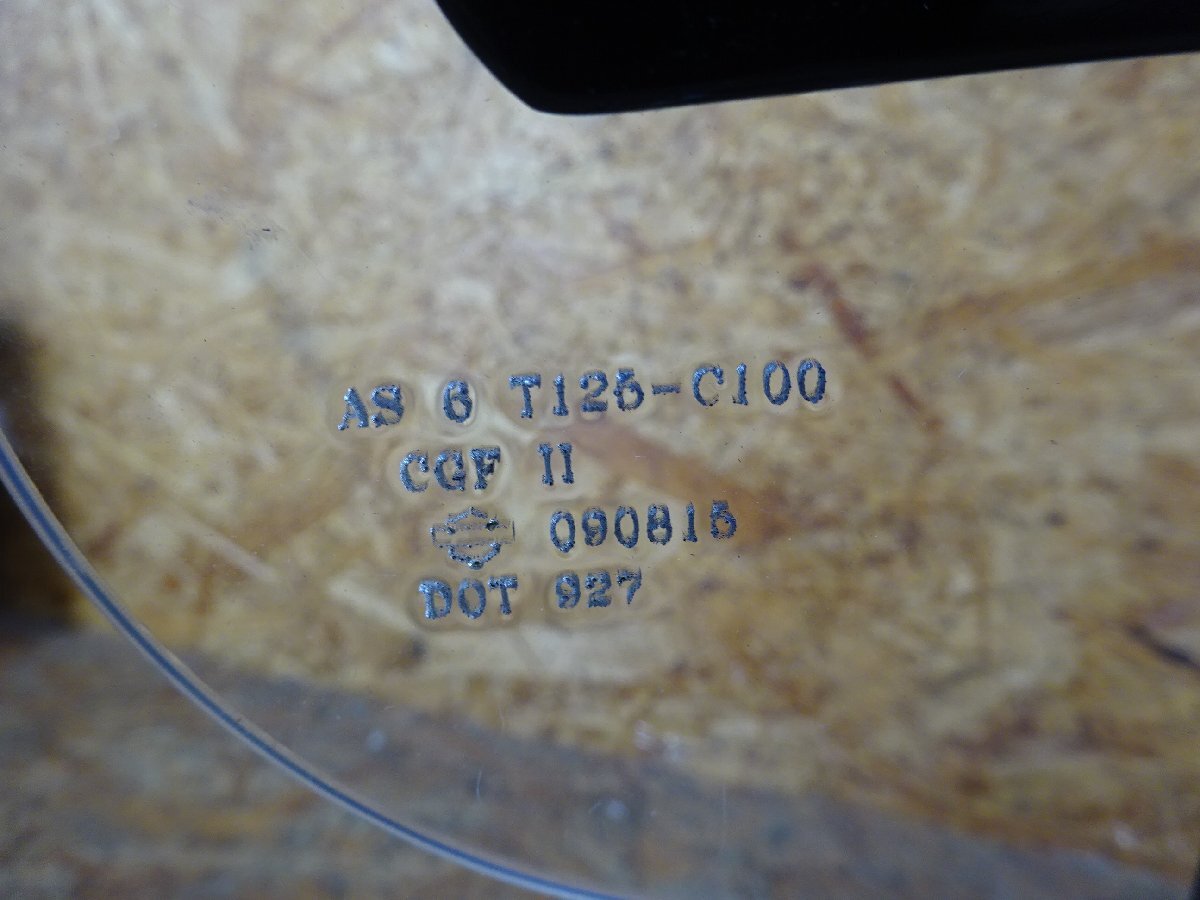 AS 6 T125-C100
CGF II
090815
DOT 927